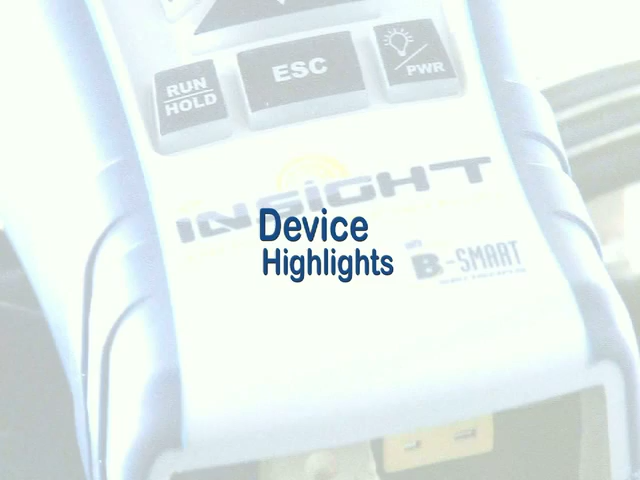 RUN
HOLD
ESC
PWR
INSIGHT
Device
B-SMART
Highlights